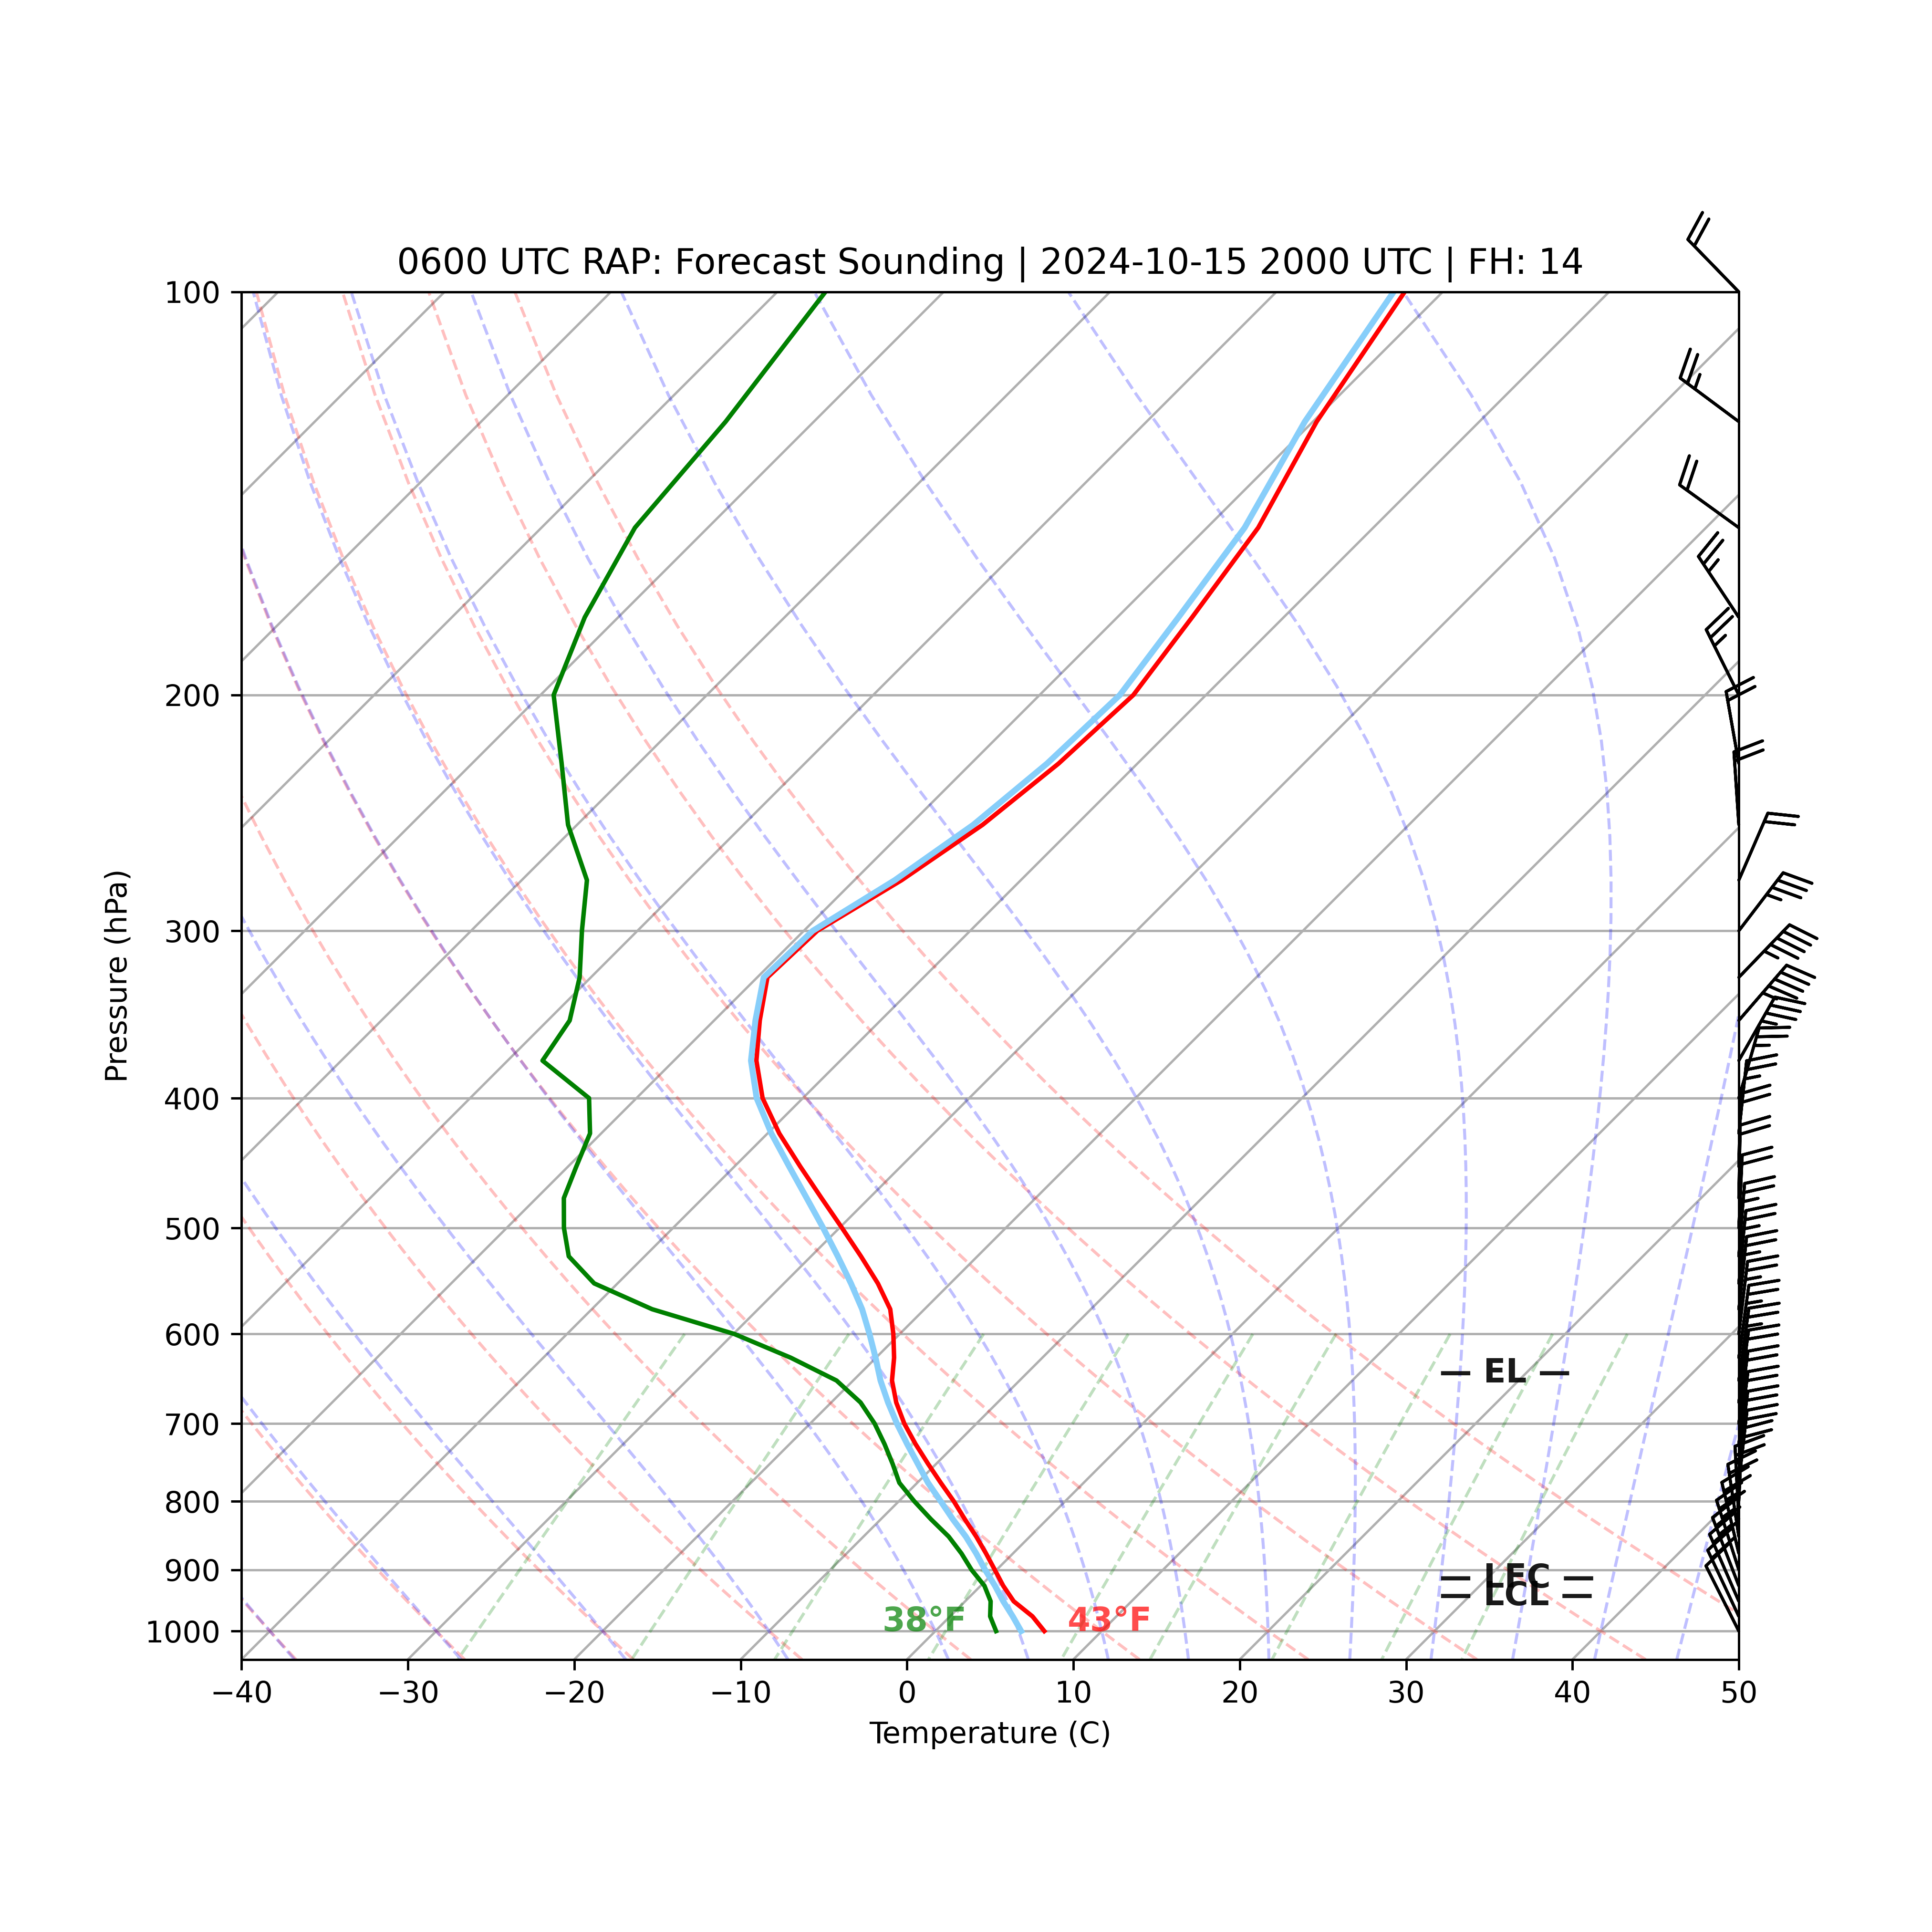 0600 UTC RAP: Forecast Sounding | 2024-10-15 2000 UTC | FH: 14
100
200
300
400
500
600
700
800
900
1000
Pressure (hPa)
— EL —
— LFC —
— LCL —
38°F
43°F
−40 −30 −20 −10 0 10 20 30 40 50
Temperature (C)